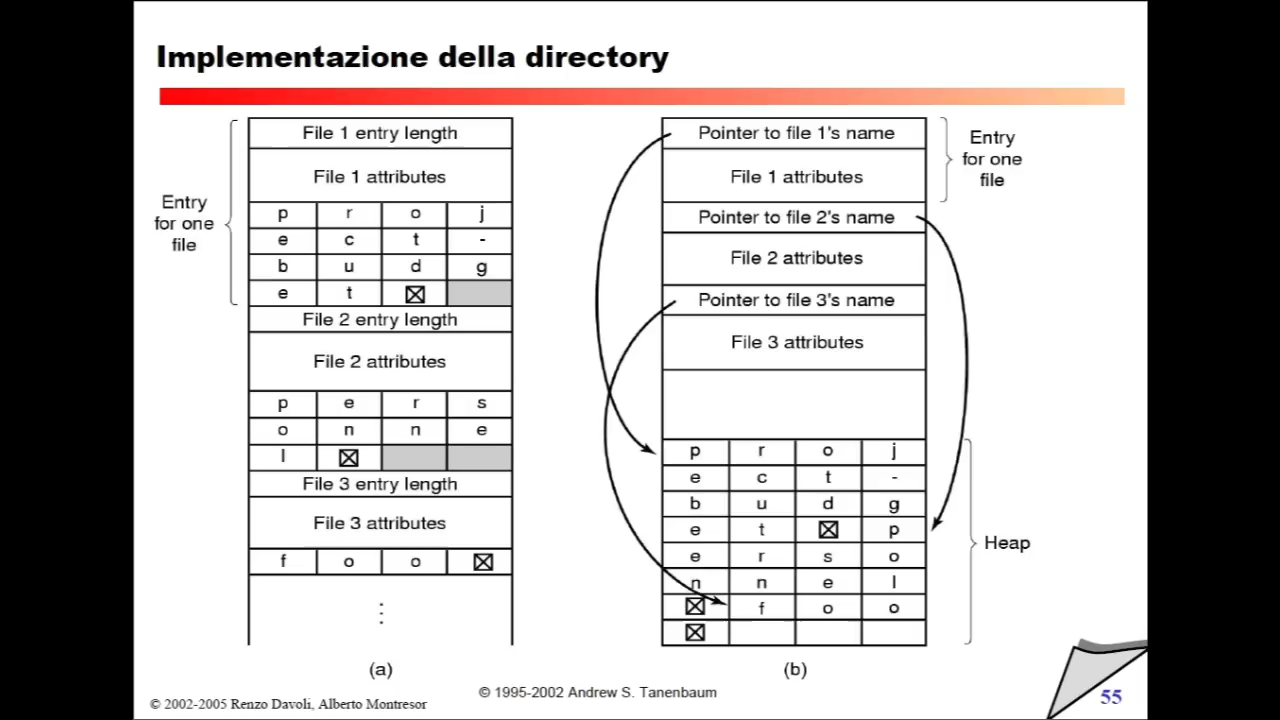 Implementazione della directory
File 1 entry length
File 1 attributes
Entry
for one
file
p r o j
e c t -
b u d g
e t
File 2 entry length
File 2 attributes
p e r s
o n n e
l
File 3 entry length
File 3 attributes
f o o
⋮
(a)
Pointer to file 1's name
File 1 attributes
Entry
for one
file
Pointer to file 2's name
File 2 attributes
Pointer to file 3's name
File 3 attributes
p r o j
e c t -
b u d g
e t p
e r s o
n n e l
f o o
Heap
(b)
© 1995-2002 Andrew S. Tanenbaum
© 2002-2005 Renzo Davoli, Alberto Montresor
55